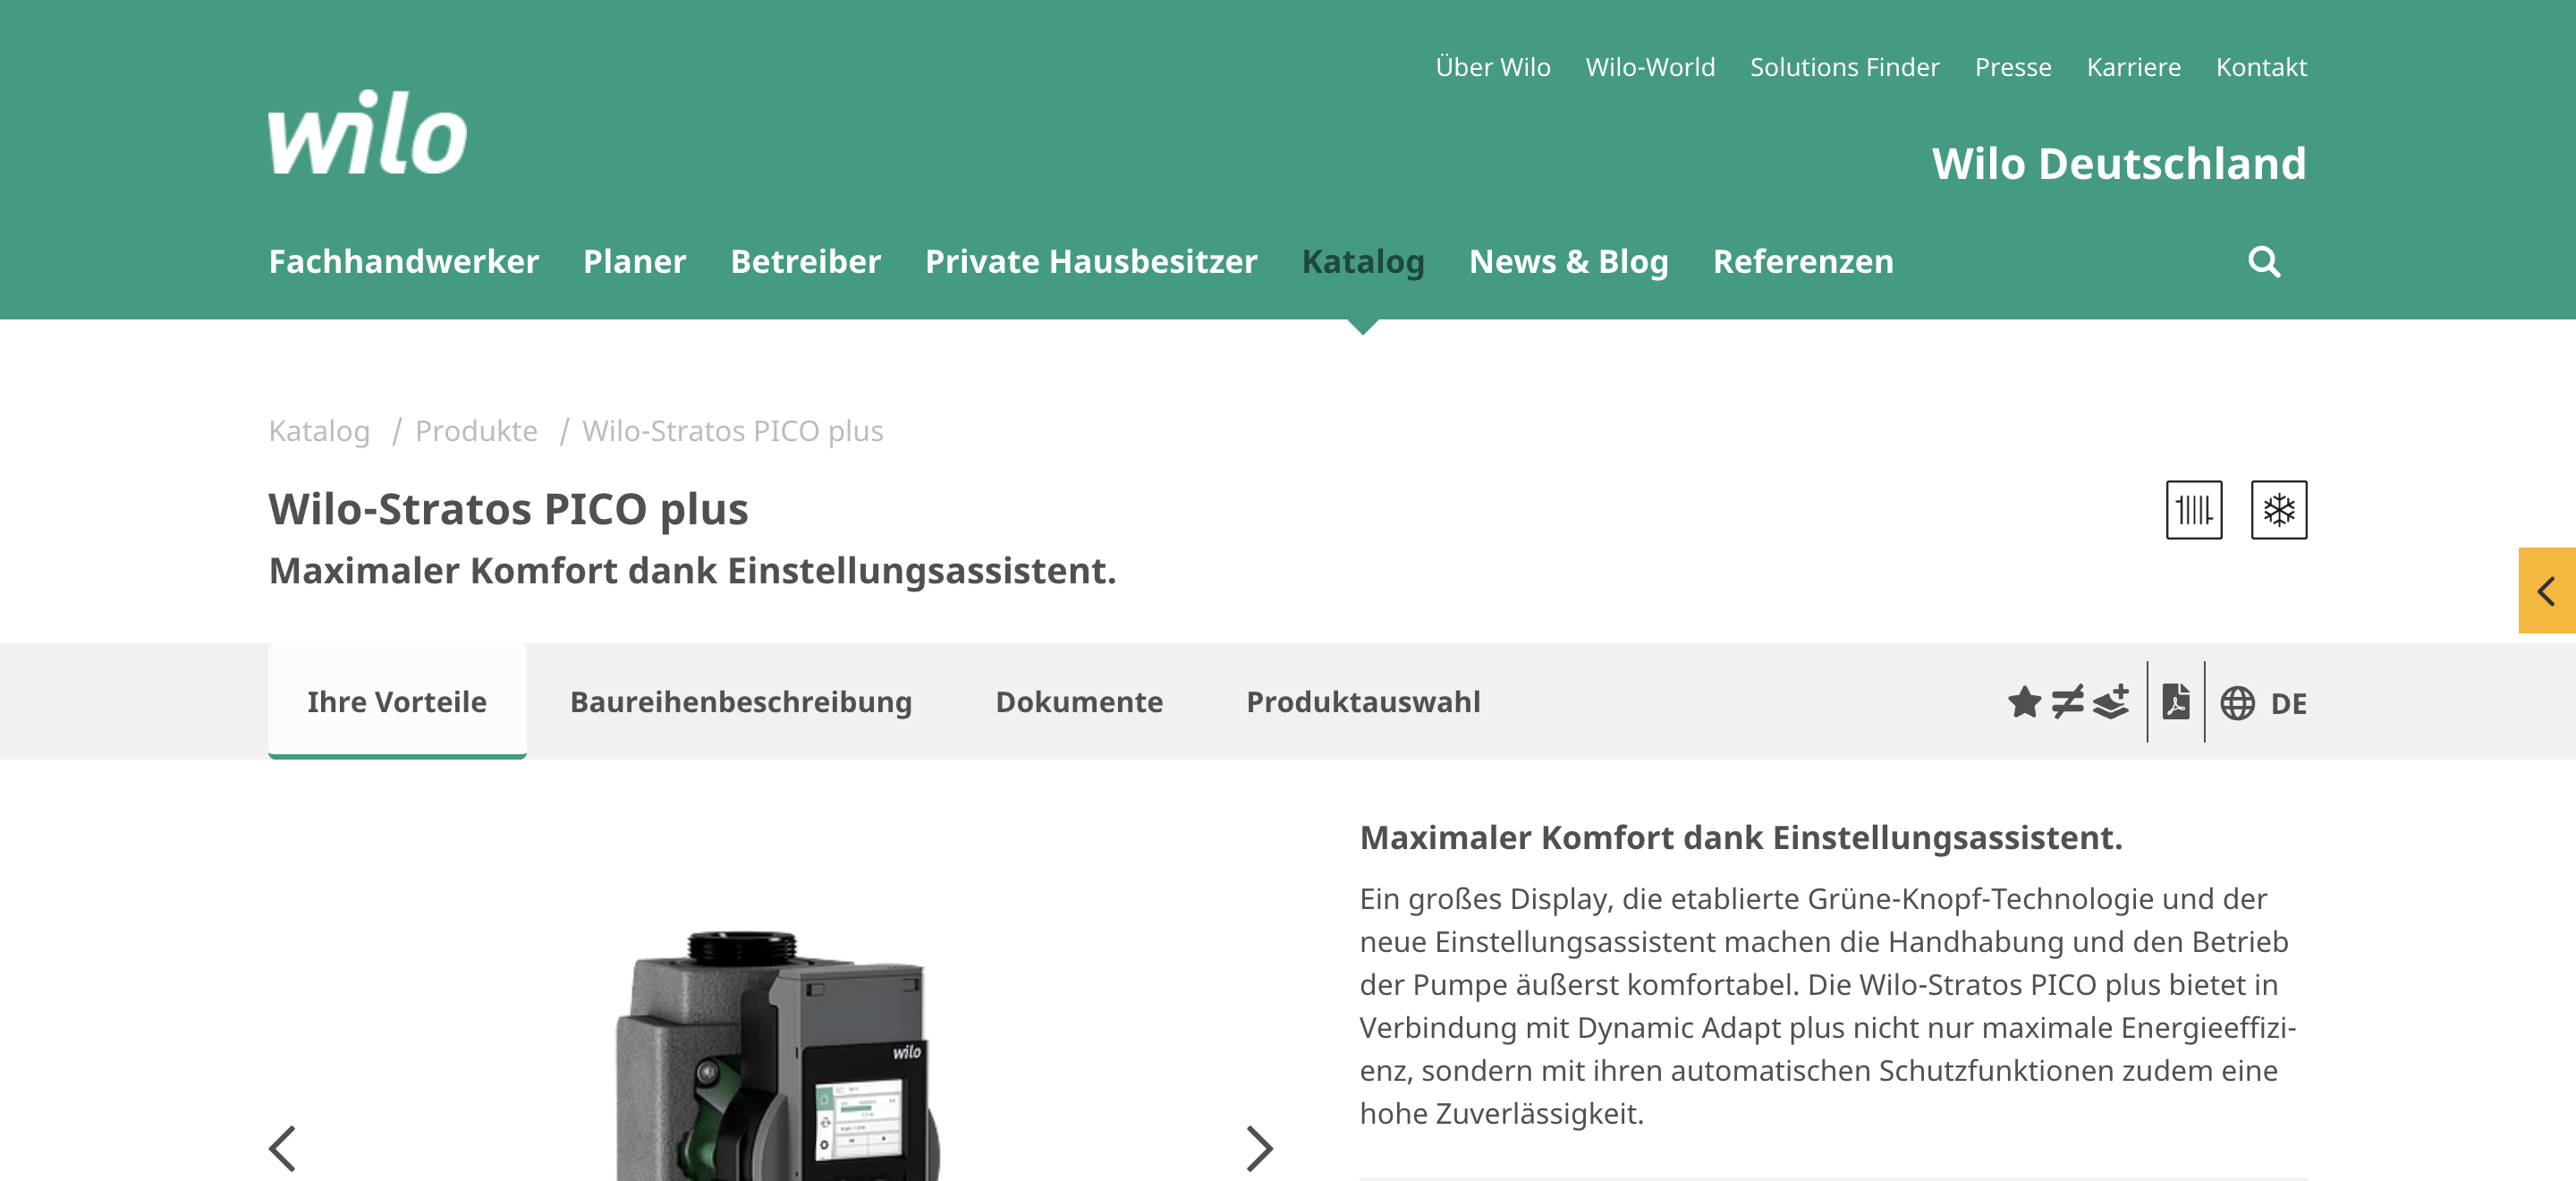 Über Wilo Wilo-World Solutions Finder Presse Karriere Kontakt
wilo
Wilo Deutschland
Fachhandwerker Planer Betreiber Private Hausbesitzer Katalog News & Blog Referenzen
Katalog / Produkte / Wilo-Stratos PICO plus
Wilo-Stratos PICO plus
Maximaler Komfort dank Einstellungsassistent.
Ihre Vorteile Baureihenbeschreibung Dokumente Produktauswahl DE
Maximaler Komfort dank Einstellungsassistent.
Ein großes Display, die etablierte Grüne-Knopf-Technologie und der
neue Einstellungsassistent machen die Handhabung und den Betrieb
der Pumpe äußerst komfortabel. Die Wilo-Stratos PICO plus bietet in
Verbindung mit Dynamic Adapt plus nicht nur maximale Energieeffizi-
enz, sondern mit ihren automatischen Schutzfunktionen zudem eine
hohe Zuverlässigkeit.
wilo